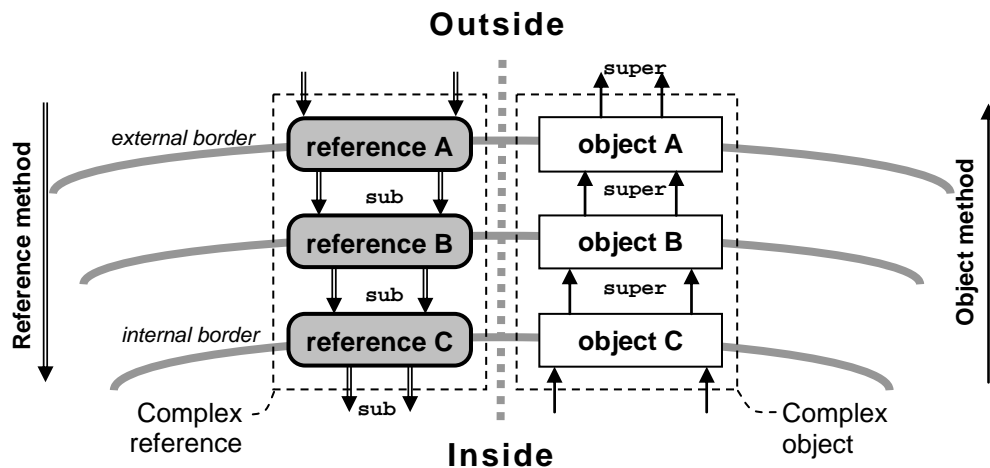 Outside
super
external border
reference A
object A
sub
super
reference B
object B
sub
super
internal border
reference C
object C
sub
Complex
reference
Complex
object
Inside
Reference method
Object method